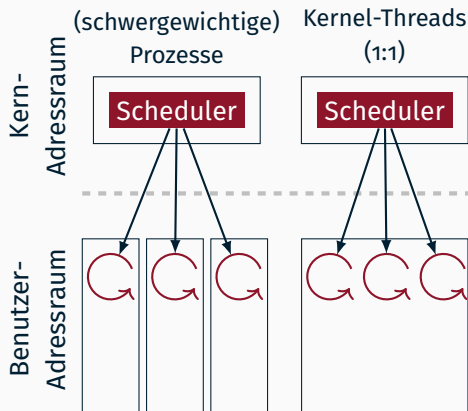 (schwergewichtige)
Prozesse
Kernel-Threads
(1:1)
Kern-
Adressraum
Scheduler
Scheduler
Benutzer-
Adressraum